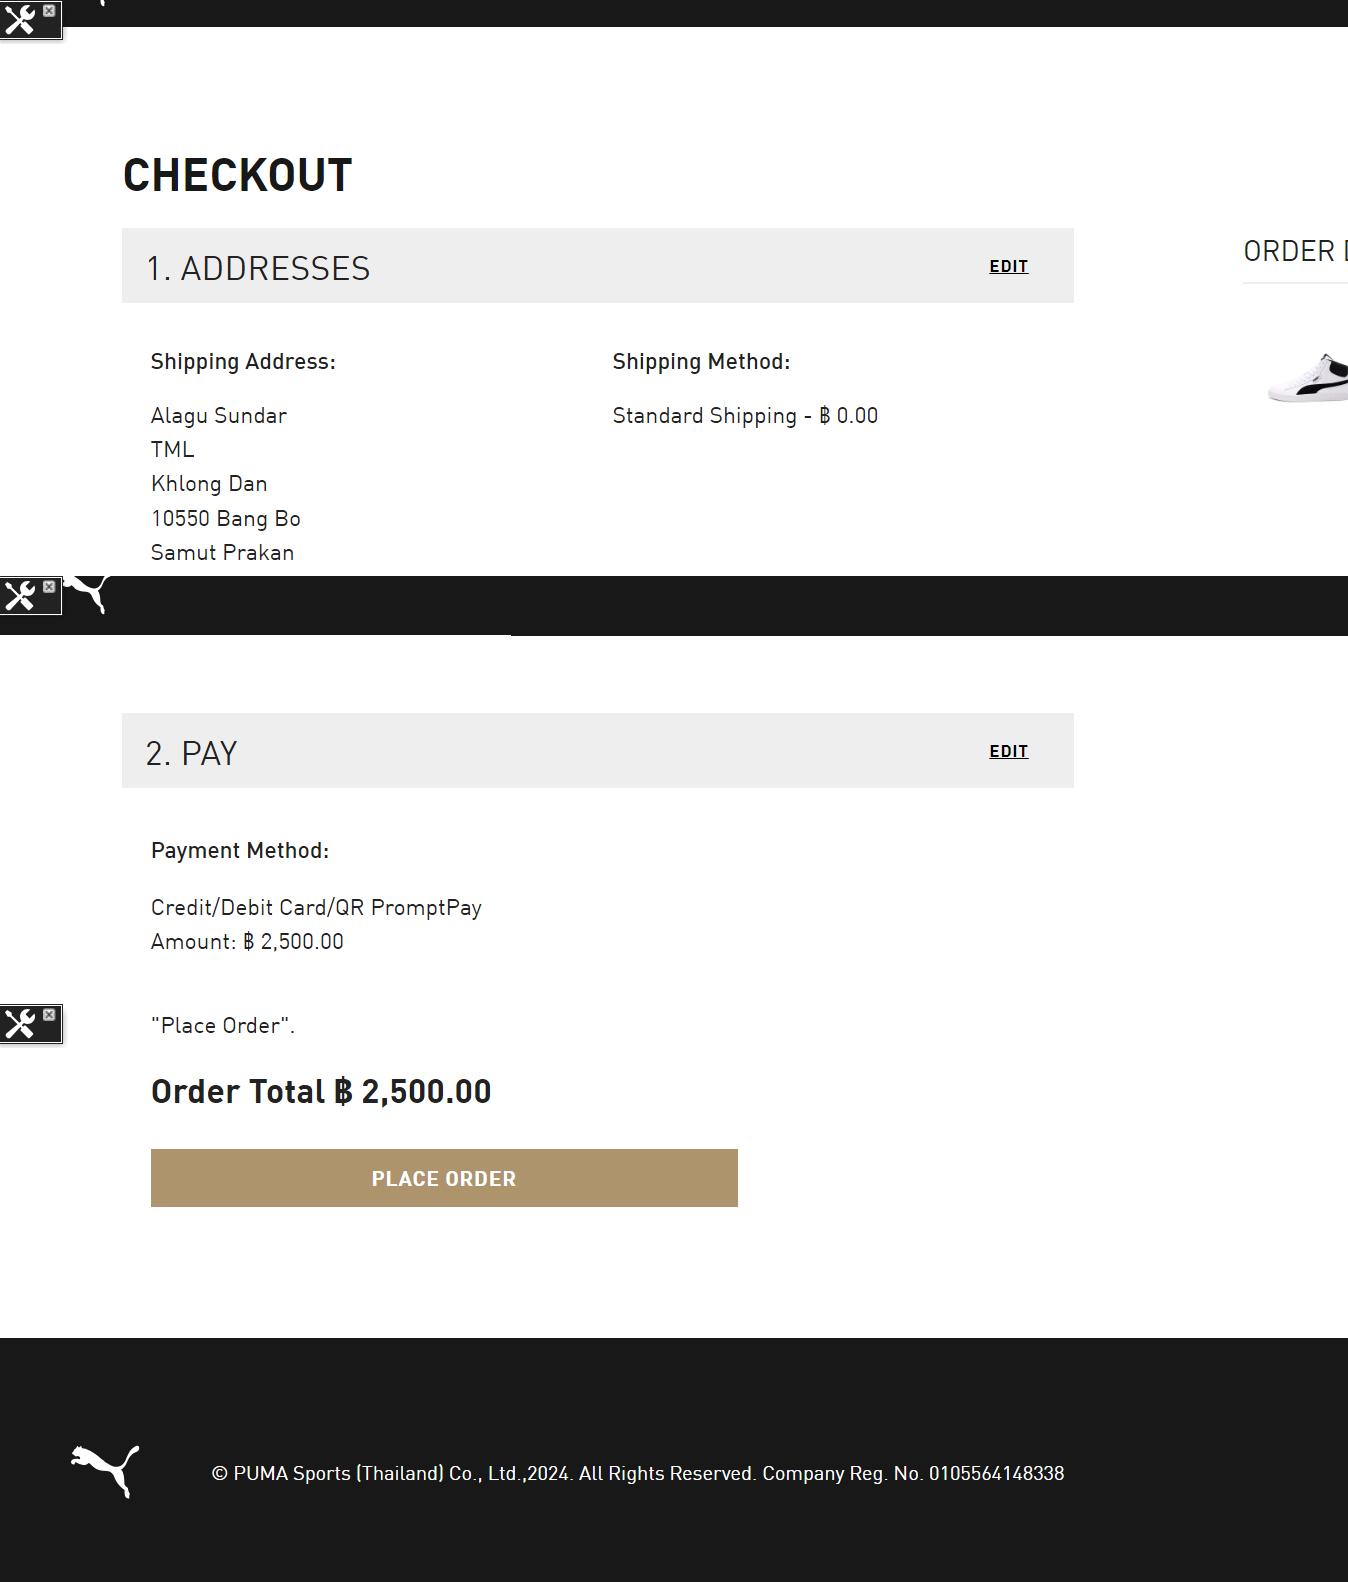 CHECKOUT
1. ADDRESSES
EDIT
ORDER
Shipping Address:
Shipping Method:
Alagu Sundar
Standard Shipping - ฿ 0.00
TML
Khlong Dan
10550 Bang Bo
Samut Prakan
2. PAY
EDIT
Payment Method:
Credit/Debit Card/QR PromptPay
Amount: ฿ 2,500.00
"Place Order".
Order Total ฿ 2,500.00
PLACE ORDER
© PUMA Sports (Thailand) Co., Ltd.,2024. All Rights Reserved. Company Reg. No. 0105564148338